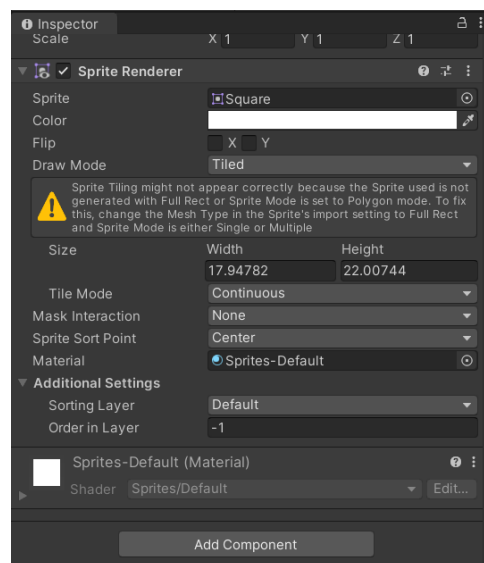 Inspector
Scale X 1 Y 1 Z 1
Sprite Renderer
Sprite Square
Color
Flip X Y
Draw Mode Tiled
Sprite Tiling might not appear correctly because the Sprite used is not
generated with Full Rect or Sprite Mode is set to Polygon mode. To fix
this, change the Mesh Type in the Sprite's import setting to Full Rect
and Sprite Mode is either Single or Multiple
Size Width Height
17.94782 22.00744
Tile Mode Continuous
Mask Interaction None
Sprite Sort Point Center
Material Sprites-Default
Additional Settings
Sorting Layer Default
Order in Layer -1
Sprites-Default (Material)
Shader Sprites/Default Edit...
Add Component